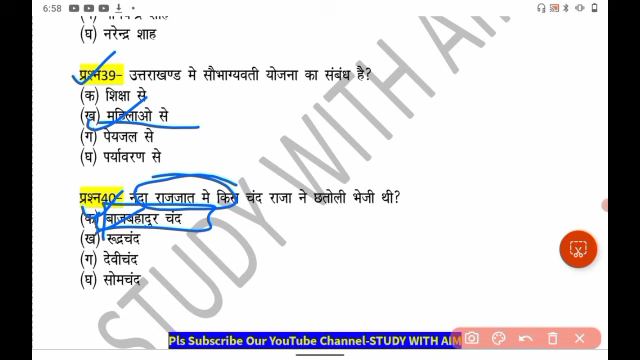 6:58
(घ) नरेन्द्र शाह
प्रश्न39- उत्तराखण्ड मे सौभाग्यवती योजना का संबंध है?
(क) शिक्षा से
(ख) महिलाओ से
(ग) पेयजल से
(घ) पर्यावरण से
प्रश्न40- नंदा राजजात मे किस चंद राजा ने छतोली भेजी थी?
(क) बाजबहादुर चंद
(ख) रूद्रचंद
(ग) देवीचंद
(घ) सोमचंद
STUDY WITH AIM
Pls Subscribe Our YouTube Channel-STUDY WITH AIM